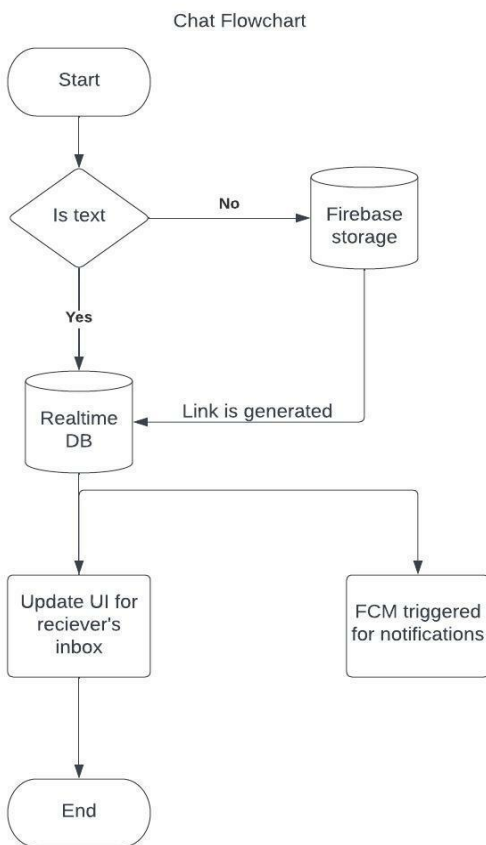 Chat Flowchart
Start
Is text
No
Firebase
storage
Yes
Realtime
DB
Link is generated
Update UI for
reciever's
inbox
FCM triggered
for notifications
End